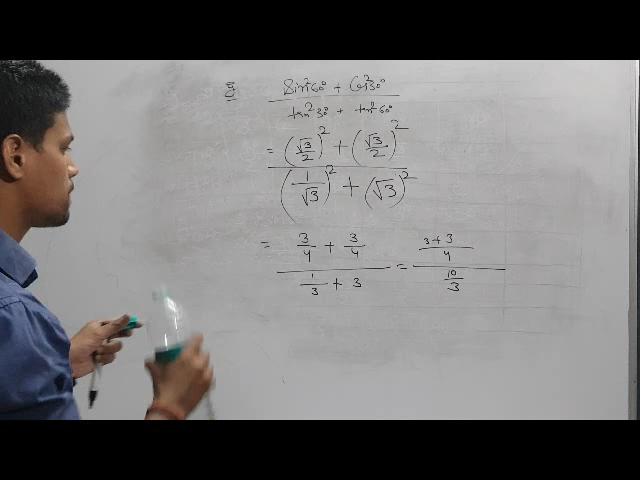 Sin²60° + Cos²30°
tan²30° + tan²60°
= (√3/2)² + (√3/2)²
(1/√3)² + (√3)²
= 3/4 + 3/4 = 3+3/4
1/3 + 3 10/3